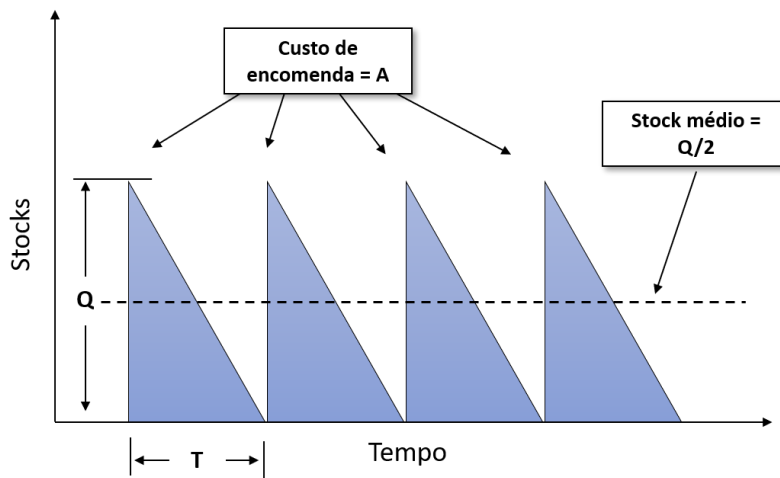 Custo de
encomenda = A
Stock médio =
Q/2
Stocks
Q
T
Tempo